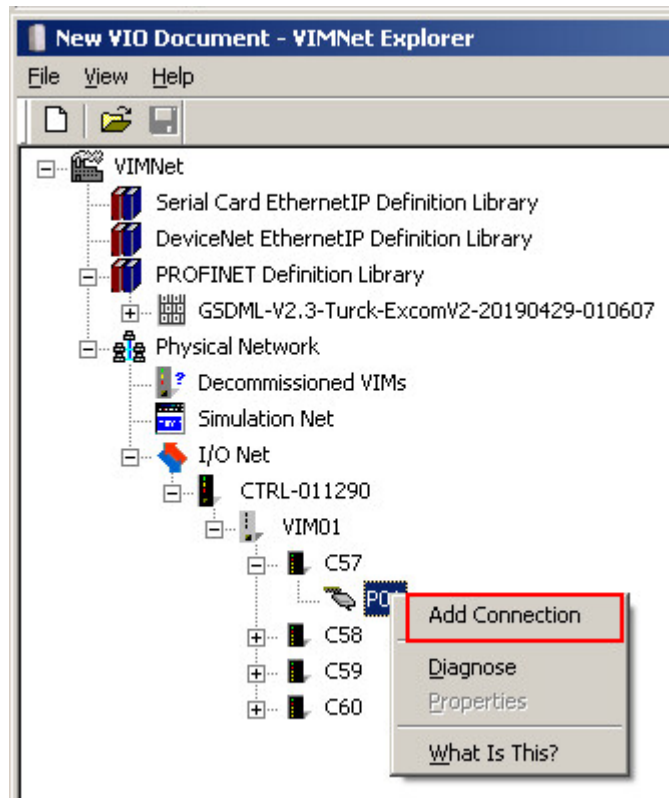 New VIO Document - VIMNet Explorer
File View Help
VIMNet
Serial Card EthernetIP Definition Library
DeviceNet EthernetIP Definition Library
PROFINET Definition Library
GSDML-V2.3-Turck-ExcomV2-20190429-010607
Physical Network
Decommissioned VIMs
Simulation Net
I/O Net
CTRL-011290
VIM01
C57
Add Connection
C58
C59
Diagnose
Properties
C60
What Is This?